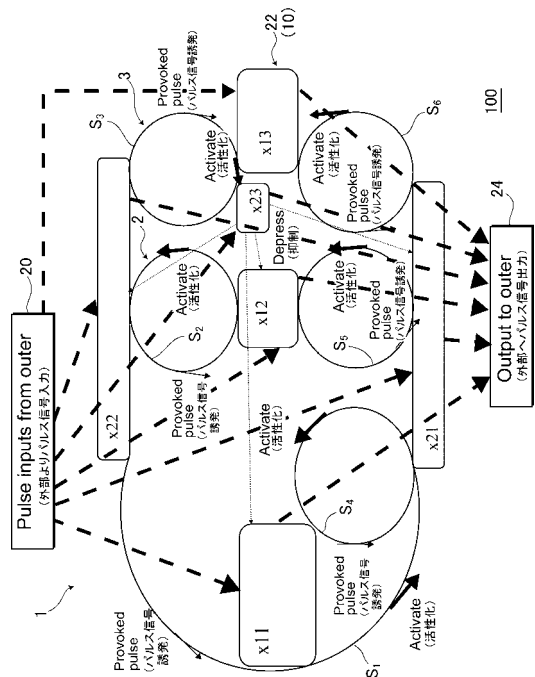 Pulse inputs from outer
(外部よりパルス信号入力)
20
1
Provoked
pulse
(パルス信号
誘発)
x22
S3
3
Provoked
pulse
(パルス信号誘発)
22
(10)
2
Activate
(活性化)
S2
Activate
(活性化)
x13
x23
Provoked
pulse
(パルス信号
誘発)
Depress
(抑制)
x12
Activate
(活性化)
x11
Activate
(活性化)
Provoked
pulse
(パルス信号誘発)
S6
Activate
(活性化)
Provoked
pulse
(パルス信号誘発)
S5
S4
Provoked
pulse
(パルス信号
誘発)
x21
S1
Activate
(活性化)
100
24
Output to outer
(外部へパルス信号出力)